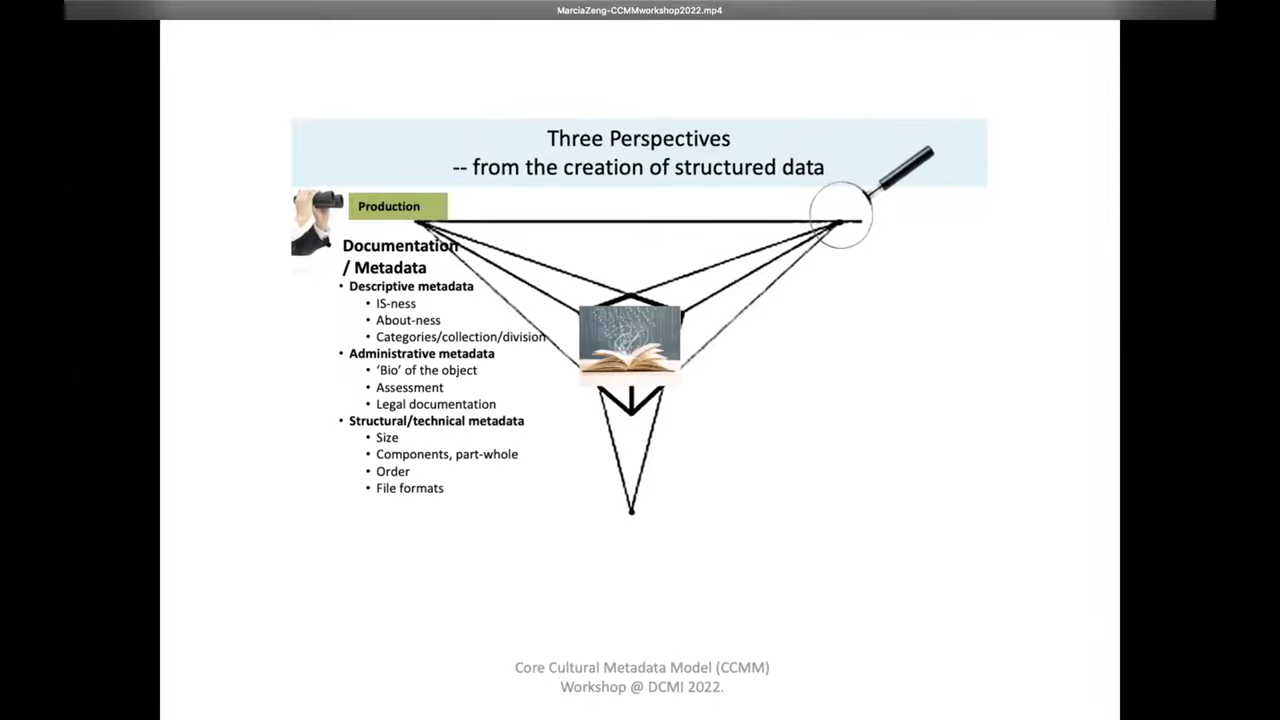 MarciaZeng-CCMMworkshop2022.mp4
Three Perspectives
-- from the creation of structured data
Production
Documentation
/ Metadata
• Descriptive metadata
• IS-ness
• About-ness
• Categories/collection/division
• Administrative metadata
• ‘Bio’ of the object
• Assessment
• Legal documentation
• Structural/technical metadata
• Size
• Components, part-whole
• Order
• File formats
Core Cultural Metadata Model (CCMM)
Workshop @ DCMI 2022.